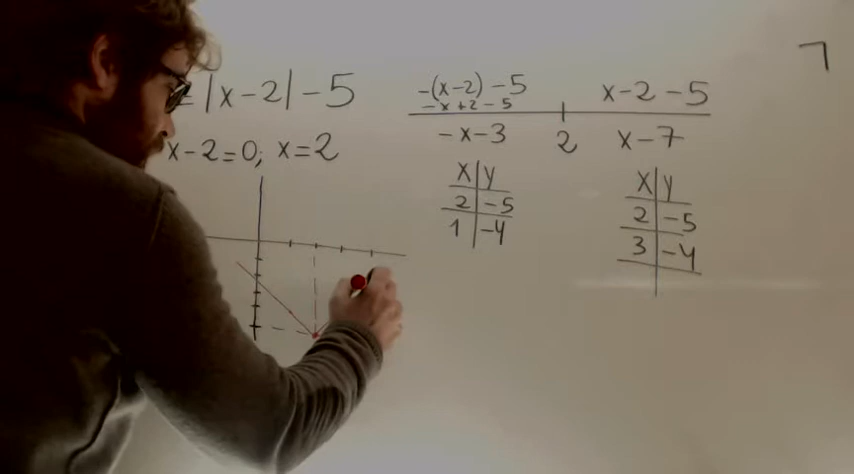 = |x-2| -5
x-2=0; x=2
-(x-2) -5
-x+2-5
-x-3
2
x-2-5
x-7
x y
2 -5
1 -4
x y
2 -5
3 -4